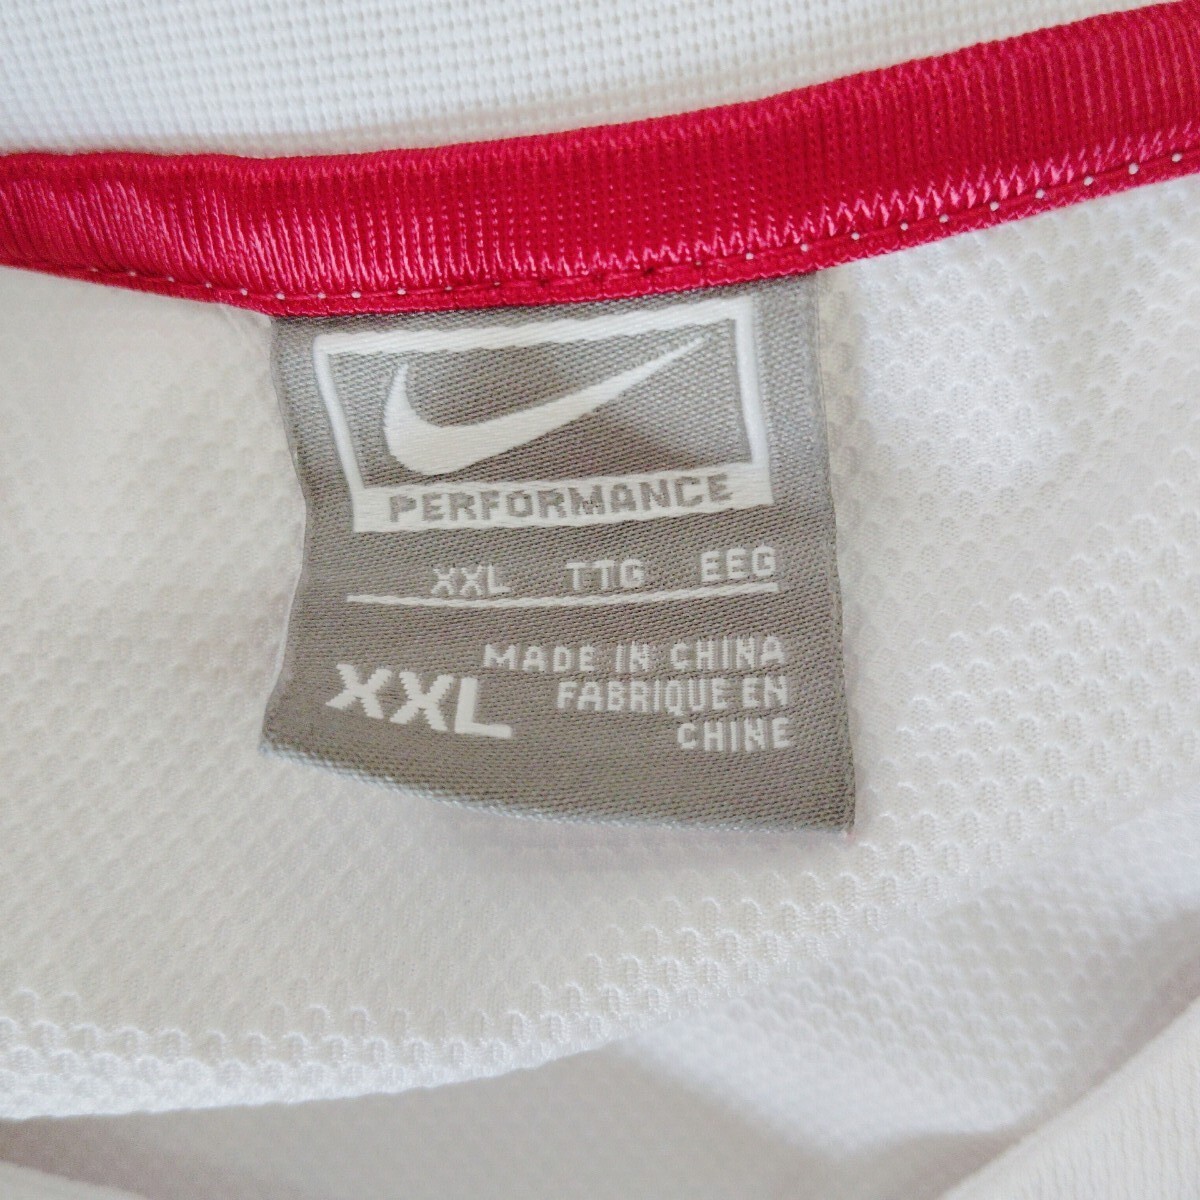 PERFORMANCE
XXL TTG EEG
XXL
MADE IN CHINA
FABRIQUE EN
CHINE